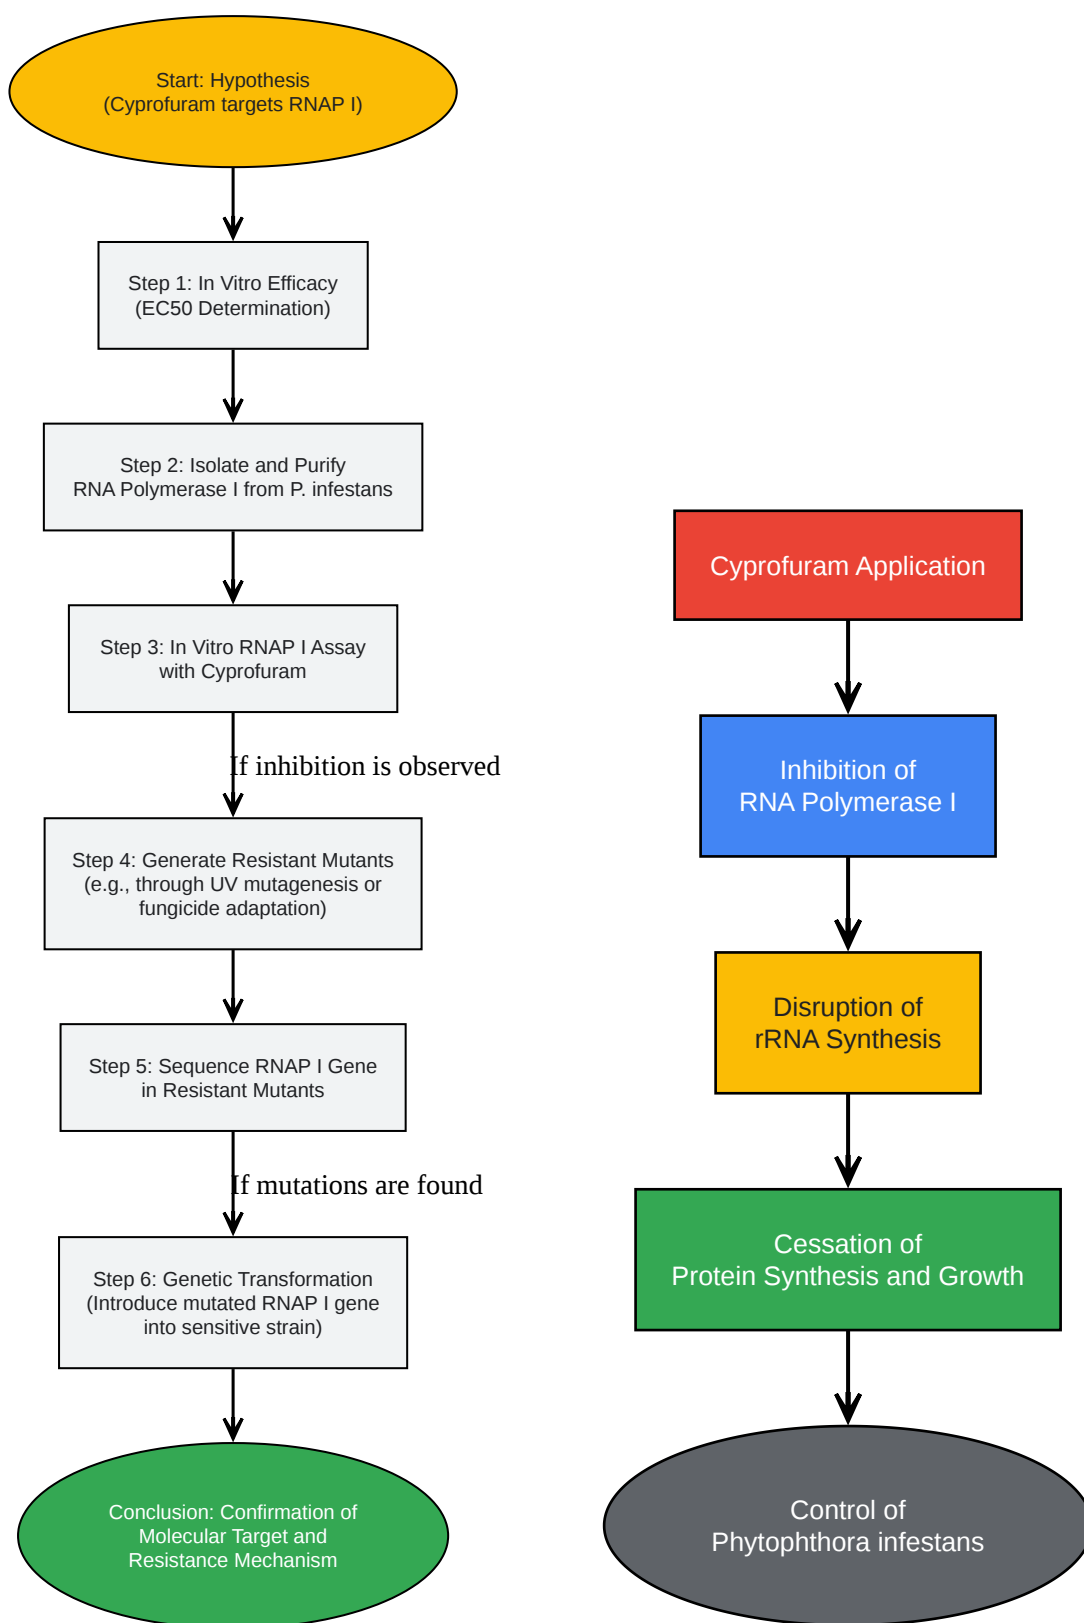 Start: Hypothesis
(Cyprofuram targets RNAP I)
Step 1: In Vitro Efficacy
(EC50 Determination)
Step 2: Isolate and Purify
RNA Polymerase I from P. infestans
Step 3: In Vitro RNAP I Assay
with Cyprofuram
If inhibition is observed
Step 4: Generate Resistant Mutants
(e.g., through UV mutagenesis or
fungicide adaptation)
Step 5: Sequence RNAP I Gene
in Resistant Mutants
If mutations are found
Step 6: Genetic Transformation
(Introduce mutated RNAP I gene
into sensitive strain)
Conclusion: Confirmation of
Molecular Target and
Resistance Mechanism
Cyprofuram Application
Inhibition of
RNA Polymerase I
Disruption of
rRNA Synthesis
Cessation of
Protein Synthesis and Growth
Control of
Phytophthora infestans